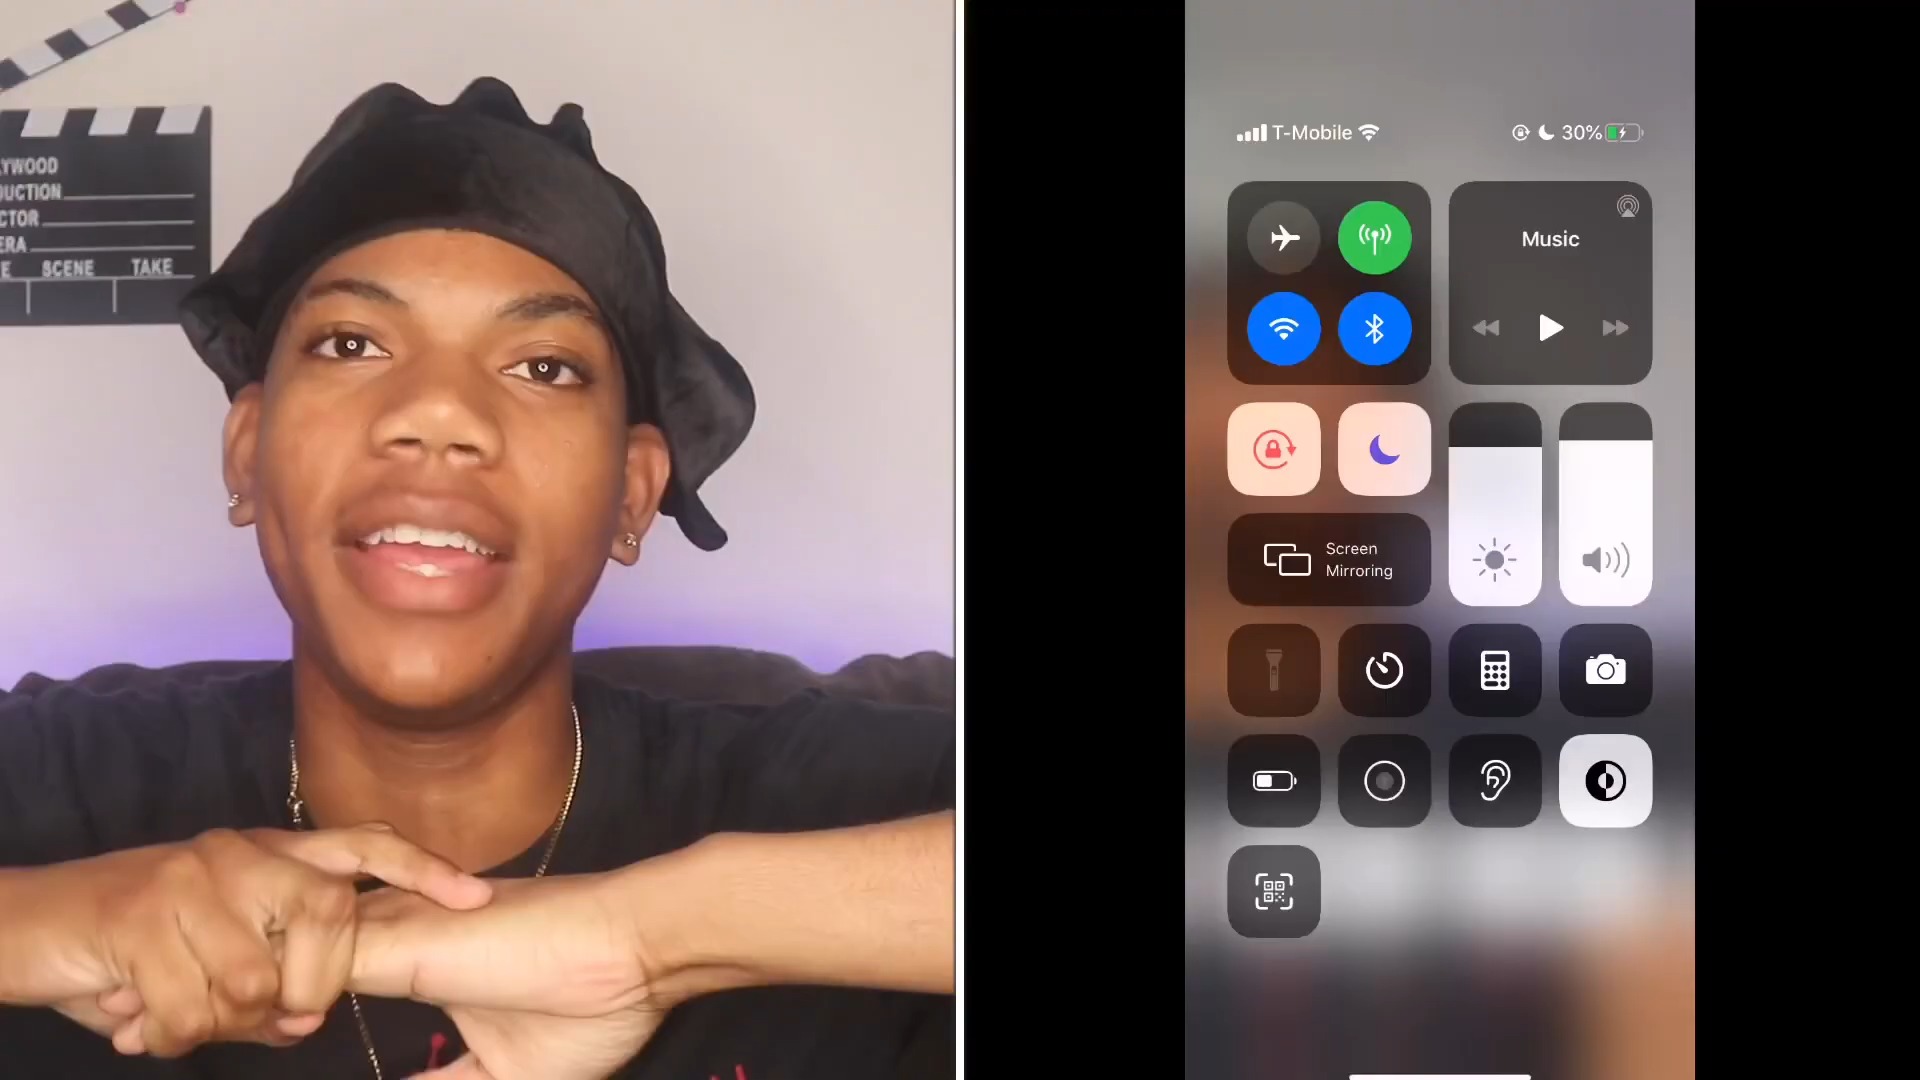 YWOOD
UCTION
CTOR
ERA
E SCENE TAKE
T-Mobile 30%
Music
Screen
Mirroring